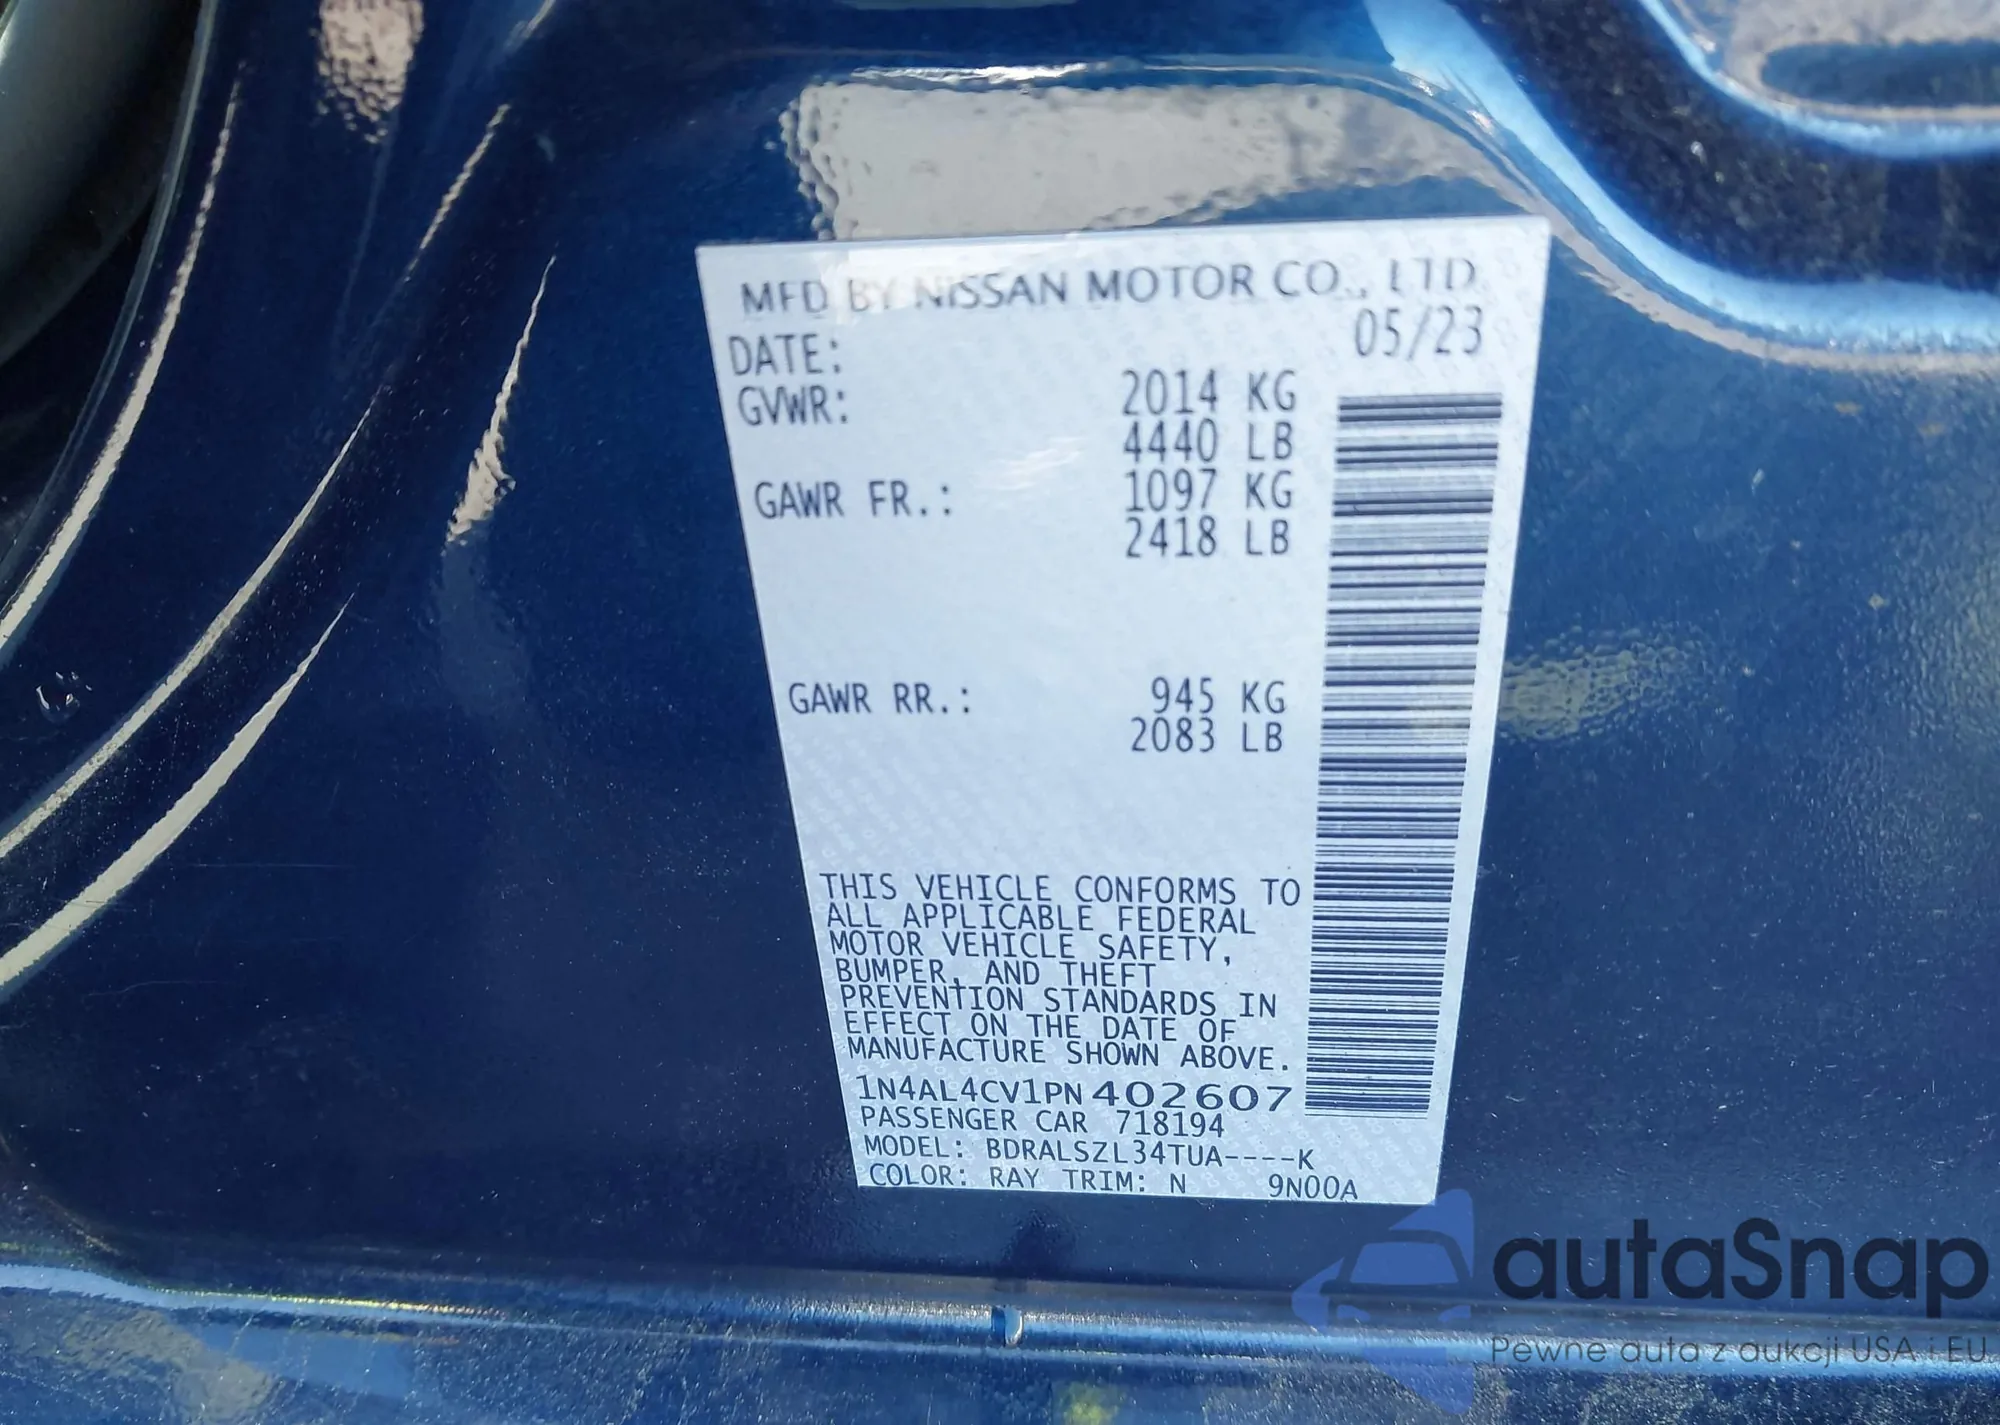 MFD BY NISSAN MOTOR CO., LTD.
DATE: 05/23
GVWR: 2014 KG
4440 LB
GAWR FR.: 1097 KG
2418 LB
GAWR RR.: 945 KG
2083 LB
THIS VEHICLE CONFORMS TO
ALL APPLICABLE FEDERAL
MOTOR VEHICLE SAFETY,
BUMPER, AND THEFT
PREVENTION STANDARDS IN
EFFECT ON THE DATE OF
MANUFACTURE SHOWN ABOVE.
1N4AL4CV1PN402607
PASSENGER CAR 718194
MODEL: BDRALSZL34TUA----K
COLOR: RAY TRIM: N 9N00A
autaSnap
Pewne auta z aukcji USA i EU